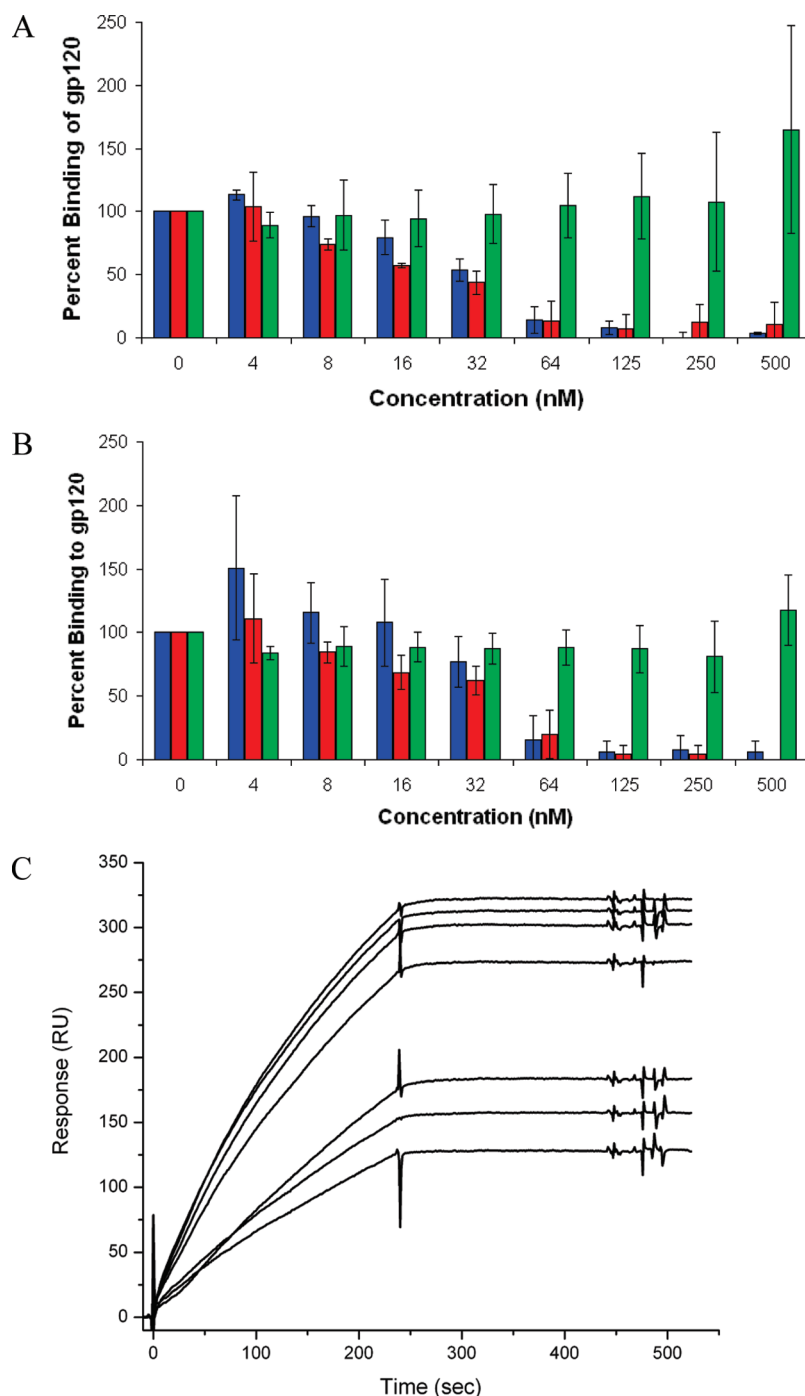 A
Percent Binding of gp120
250
200
150
100
50
0
0 4 8 16 32 64 125 250 500
Concentration (nM)
B
Percent Binding to gp120
250
200
150
100
50
0
0 4 8 16 32 64 125 250 500
Concentration (nM)
C
Response (RU)
350
300
250
200
150
100
50
0
0 100 200 300 400 500
Time (sec)